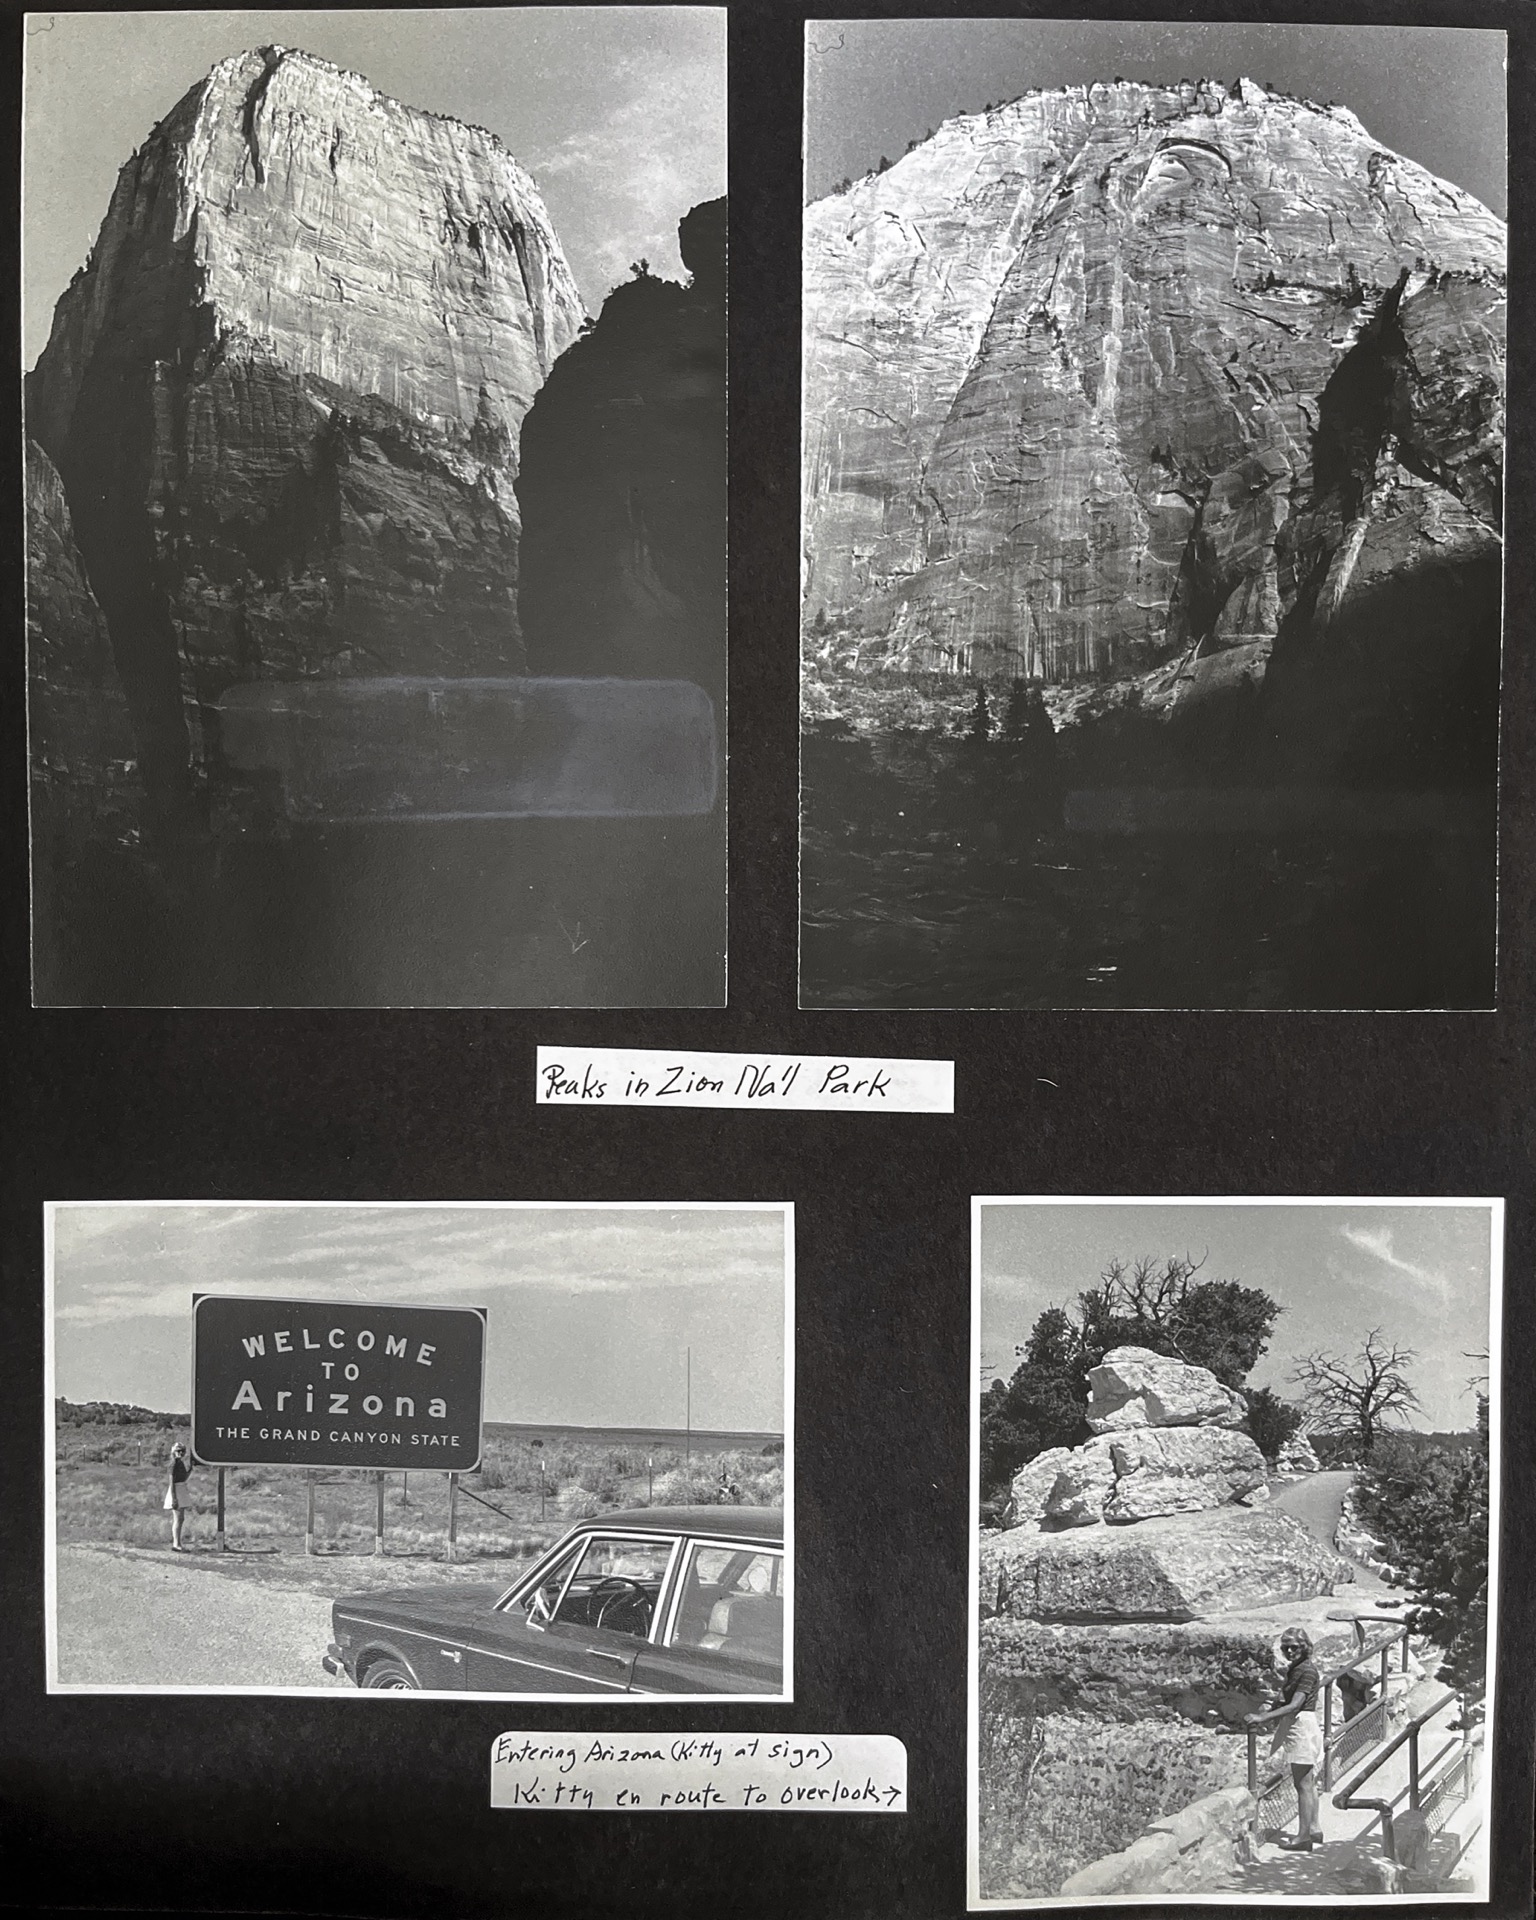 Peaks in Zion Na'l Park
WELCOME
TO
Arizona
THE GRAND CANYON STATE
Entering Arizona (Kitty at sign)
Kitty en route to overlook→